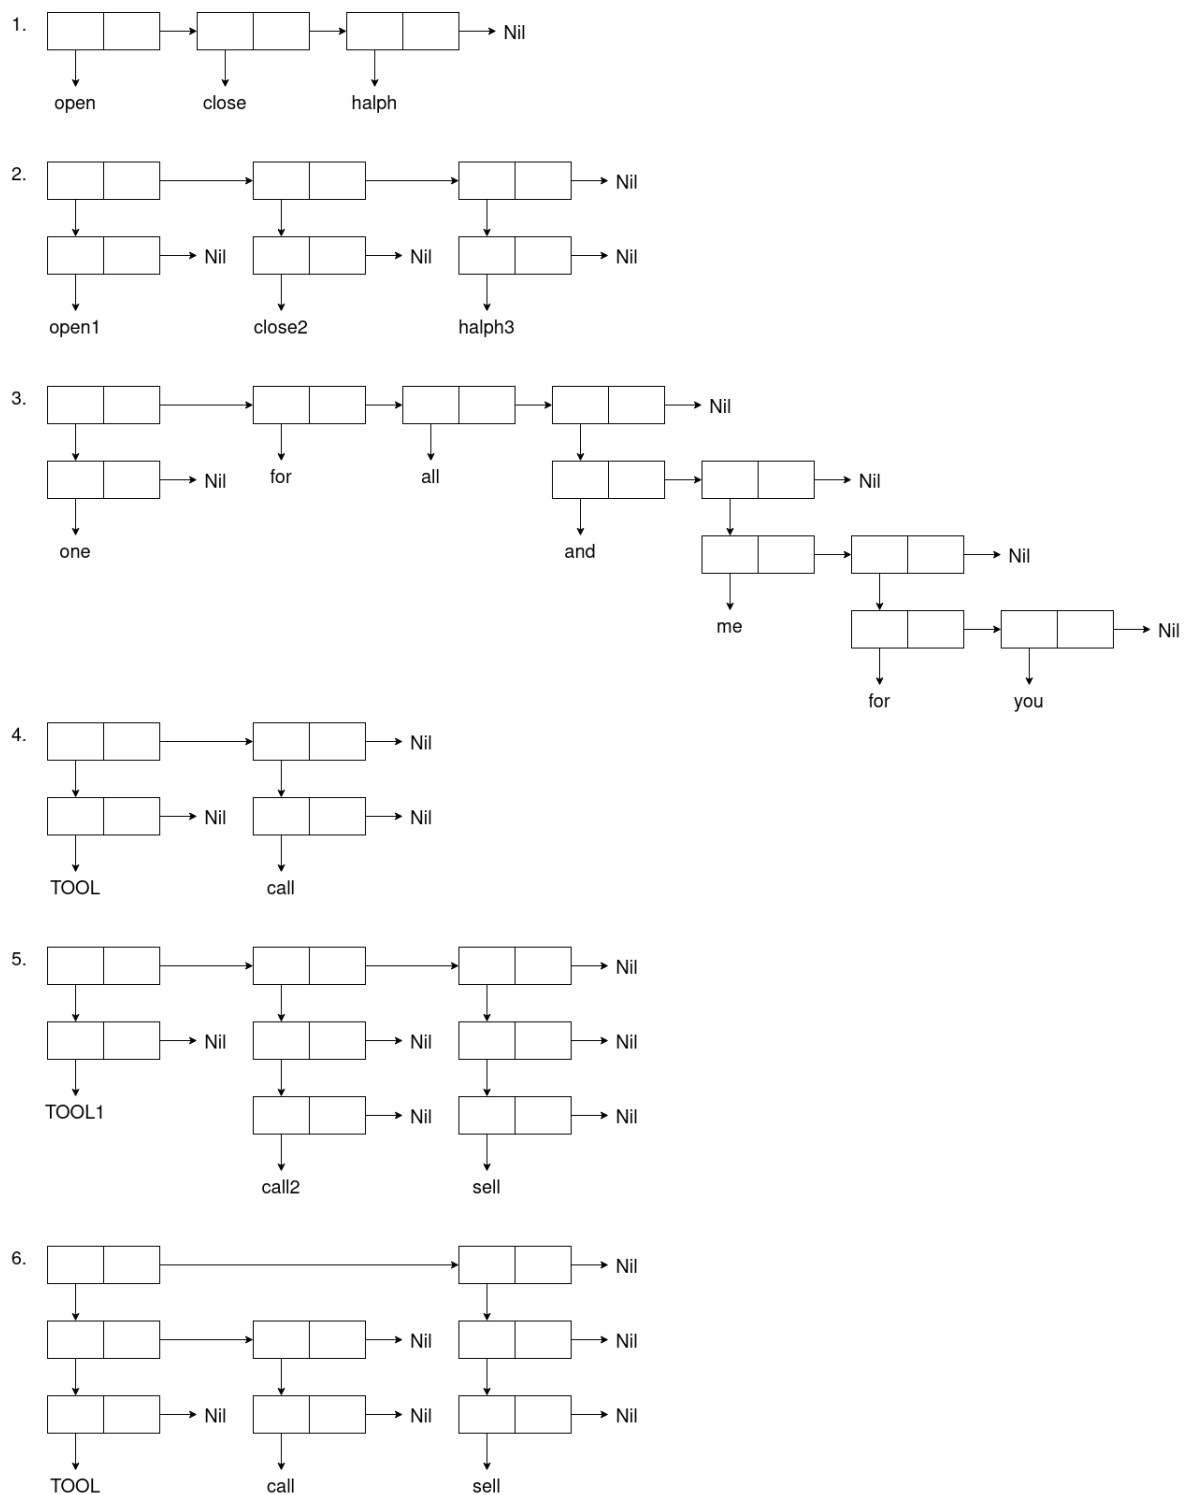 1. Nil
open close halph
2. Nil
Nil Nil Nil
open1 close2 halph3
3. Nil
Nil for all Nil
one and Nil
me Nil
for you
4. Nil
Nil Nil
TOOL call
5. Nil
Nil Nil Nil
TOOL1 Nil Nil
call2 sell
6. Nil
Nil Nil
Nil Nil Nil
TOOL call sell